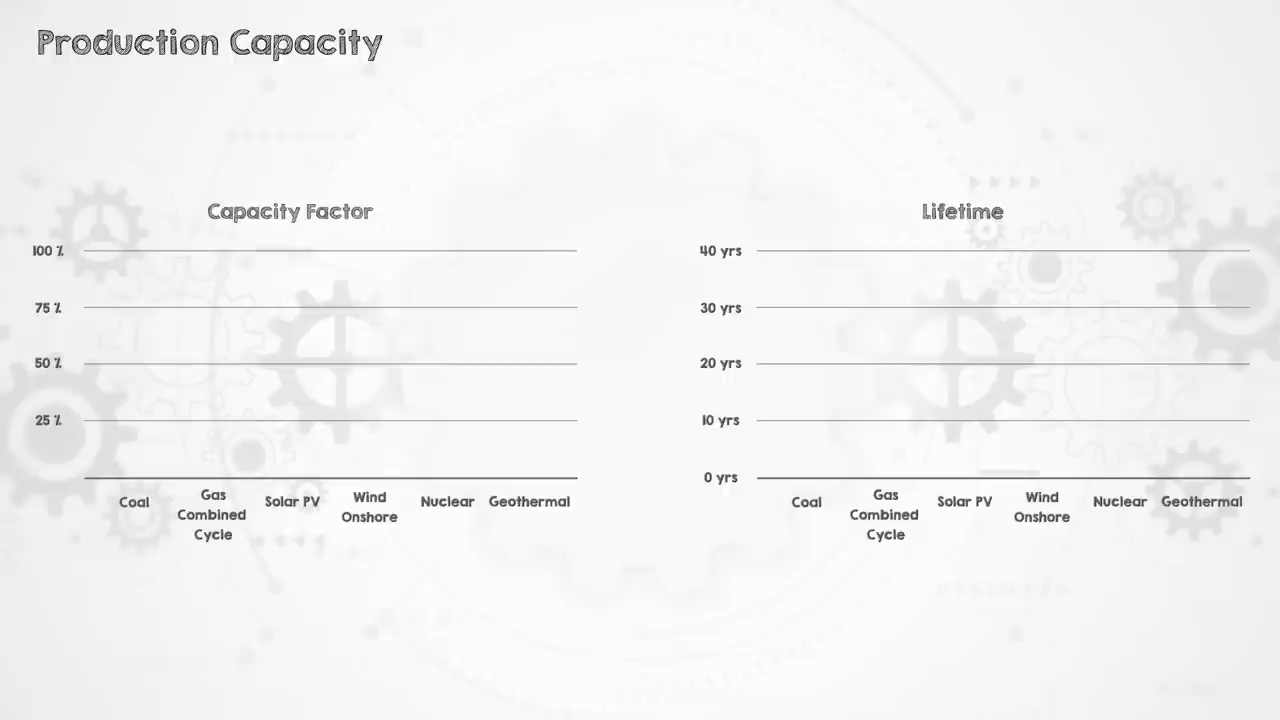 Production Capacity
Capacity Factor
100 %
75 %
50 %
25 %
Coal
Gas
Combined
Cycle
Solar PV
Wind
Onshore
Nuclear
Geothermal
Lifetime
40 yrs
30 yrs
20 yrs
10 yrs
0 yrs
Coal
Gas
Combined
Cycle
Solar PV
Wind
Onshore
Nuclear
Geothermal